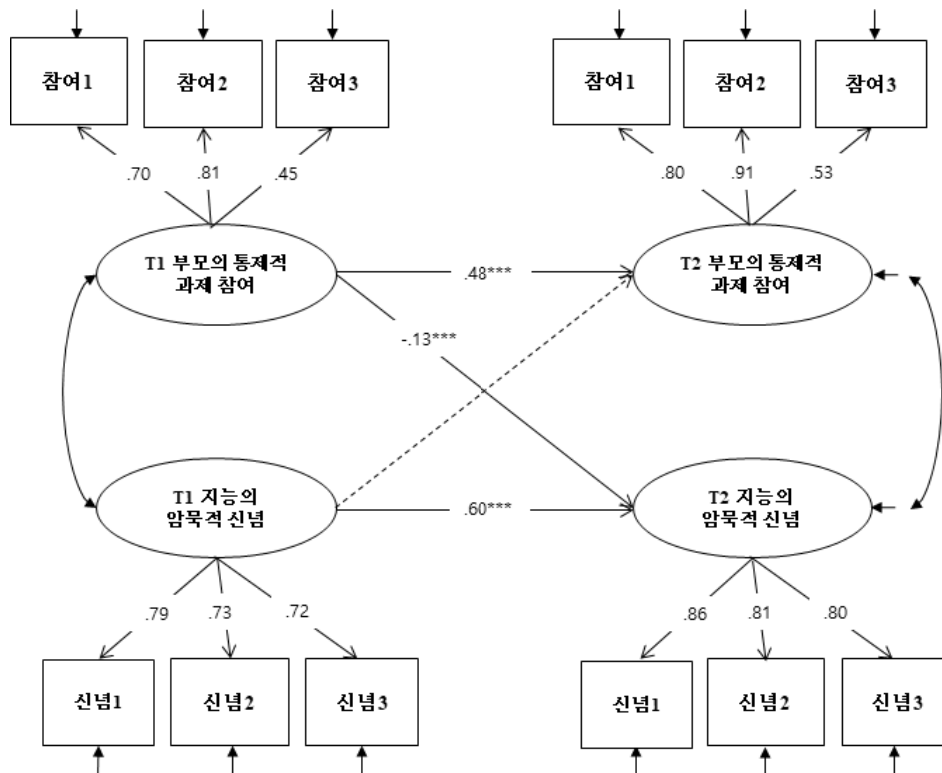 참여1
참여2
참여3
참여1
참여2
참여3
.70
.81
.45
.80
.91
.53
T1 부모의 통제적
과제 참여
.48***
T2 부모의 통제적
과제 참여
-.13***
T1 지능의
암묵적 신념
.60***
T2 지능의
암묵적 신념
.79
.73
.72
.86
.81
.80
신념1
신념2
신념3
신념1
신념2
신념3